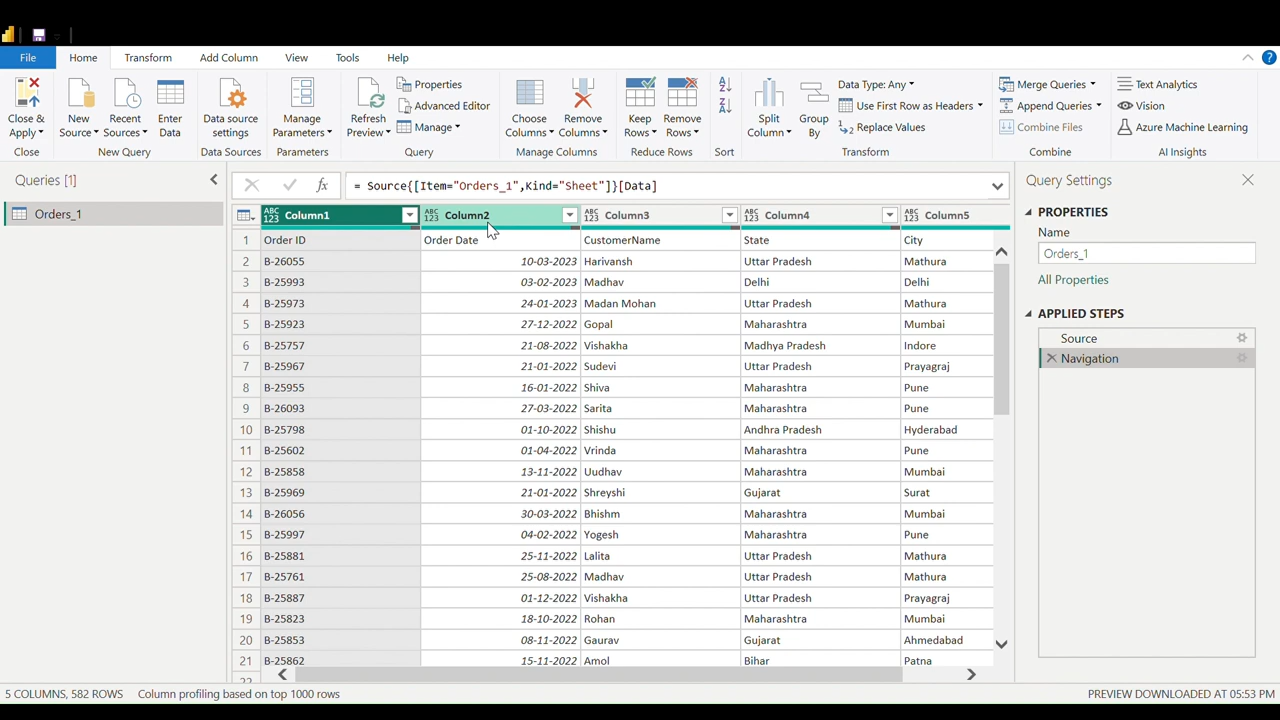 File Home Transform Add Column View Tools Help
Close & Apply
New Source
Recent Sources
Enter Data
Data source settings
Manage Parameters
Refresh Preview
Properties
Advanced Editor
Manage
Choose Columns
Remove Columns
Keep Rows
Remove Rows
Split Column
Group By
Data Type: Any
Use First Row as Headers
Replace Values
Merge Queries
Append Queries
Combine Files
Text Analytics
Vision
Azure Machine Learning
Close New Query Data Sources Parameters Query Manage Columns Reduce Rows Sort Transform Combine AI Insights
Queries [1]
Orders_1
fx = Source{[Item="Orders_1",Kind="Sheet"]}[Data]
ABC 123 Column1 ABC 123 Column2 ABC 123 Column3 ABC 123 Column4 ABC 123 Column5
1 Order ID Order Date CustomerName State City
2 B-26055 10-03-2023 Harivansh Uttar Pradesh Mathura
3 B-25993 03-02-2023 Madhav Delhi Delhi
4 B-25973 24-01-2023 Madan Mohan Uttar Pradesh Mathura
5 B-25923 27-12-2022 Gopal Maharashtra Mumbai
6 B-25757 21-08-2022 Vishakha Madhya Pradesh Indore
7 B-25967 21-01-2022 Sudevi Uttar Pradesh Prayagraj
8 B-25955 16-01-2022 Shiva Maharashtra Pune
9 B-26093 27-03-2022 Sarita Maharashtra Pune
10 B-25798 01-10-2022 Shishu Andhra Pradesh Hyderabad
11 B-25602 01-04-2022 Vrinda Maharashtra Pune
12 B-25858 13-11-2022 Uudhav Maharashtra Mumbai
13 B-25969 21-01-2022 Shreyshi Gujarat Surat
14 B-26056 30-03-2022 Bhishm Maharashtra Mumbai
15 B-25997 04-02-2022 Yogesh Maharashtra Pune
16 B-25881 25-11-2022 Lalita Uttar Pradesh Mathura
17 B-25761 25-08-2022 Madhav Uttar Pradesh Mathura
18 B-25887 01-12-2022 Vishakha Uttar Pradesh Prayagraj
19 B-25823 18-10-2022 Rohan Maharashtra Mumbai
20 B-25853 08-11-2022 Gaurav Gujarat Ahmedabad
21 B-25862 15-11-2022 Amol Bihar Patna
22
Query Settings
PROPERTIES
Name
Orders_1
All Properties
APPLIED STEPS
Source
Navigation
5 COLUMNS, 582 ROWS Column profiling based on top 1000 rows PREVIEW DOWNLOADED AT 05:53 PM